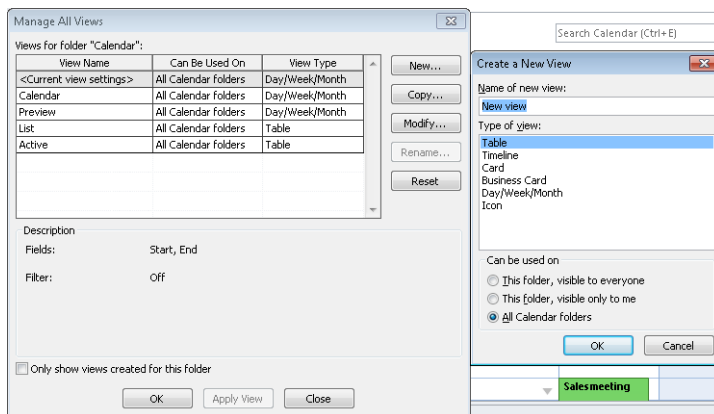 Manage All Views
Views for folder "Calendar":
View Name Can Be Used On View Type
<Current view settings> All Calendar folders Day/Week/Month
Calendar All Calendar folders Day/Week/Month
Preview All Calendar folders Day/Week/Month
List All Calendar folders Table
Active All Calendar folders Table
New...
Copy...
Modify...
Rename...
Reset
Description
Fields: Start, End
Filter: Off
Only show views created for this folder
OK Apply View Close
Search Calendar (Ctrl+E)
Create a New View
Name of new view:
New view
Type of view:
Table
Timeline
Card
Business Card
Day/Week/Month
Icon
Can be used on
This folder, visible to everyone
This folder, visible only to me
All Calendar folders
OK Cancel
Salesmeeting